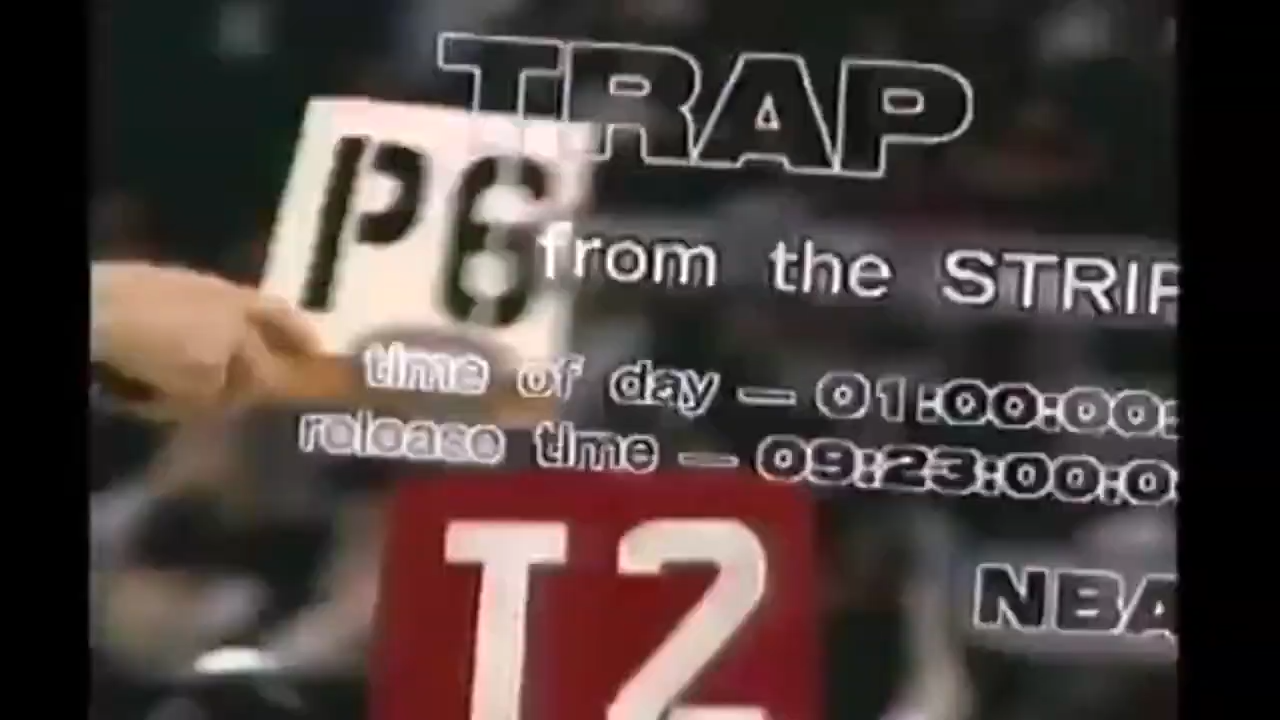 TRAP
P6
from the STRIP
time of day — 01:00:00:
release time — 09:23:00:0
T2
NBA